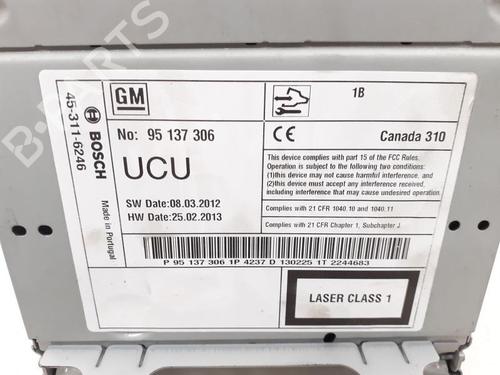 GM
1B
No: 95 137 306
CE
Canada 310
UCU
This device complies with part 15 of the FCC Rules.
Operation is subject to the following two conditions:
(1)this device may not cause harmful interference, and
(2)this device must accept any interference received,
including interference that may cause undesired operation.
SW Date:08.03.2012
HW Date:25.02.2013
Complies with 21 CFR 1040.10 and 1040.11
Complies with 21 CFR Chapter 1, Subchapter J
P 95 137 306 1P 4237 D 130225 1T 2244683
LASER CLASS 1
BOSCH
Made in Portugal
45-311-6246
B-PARTS